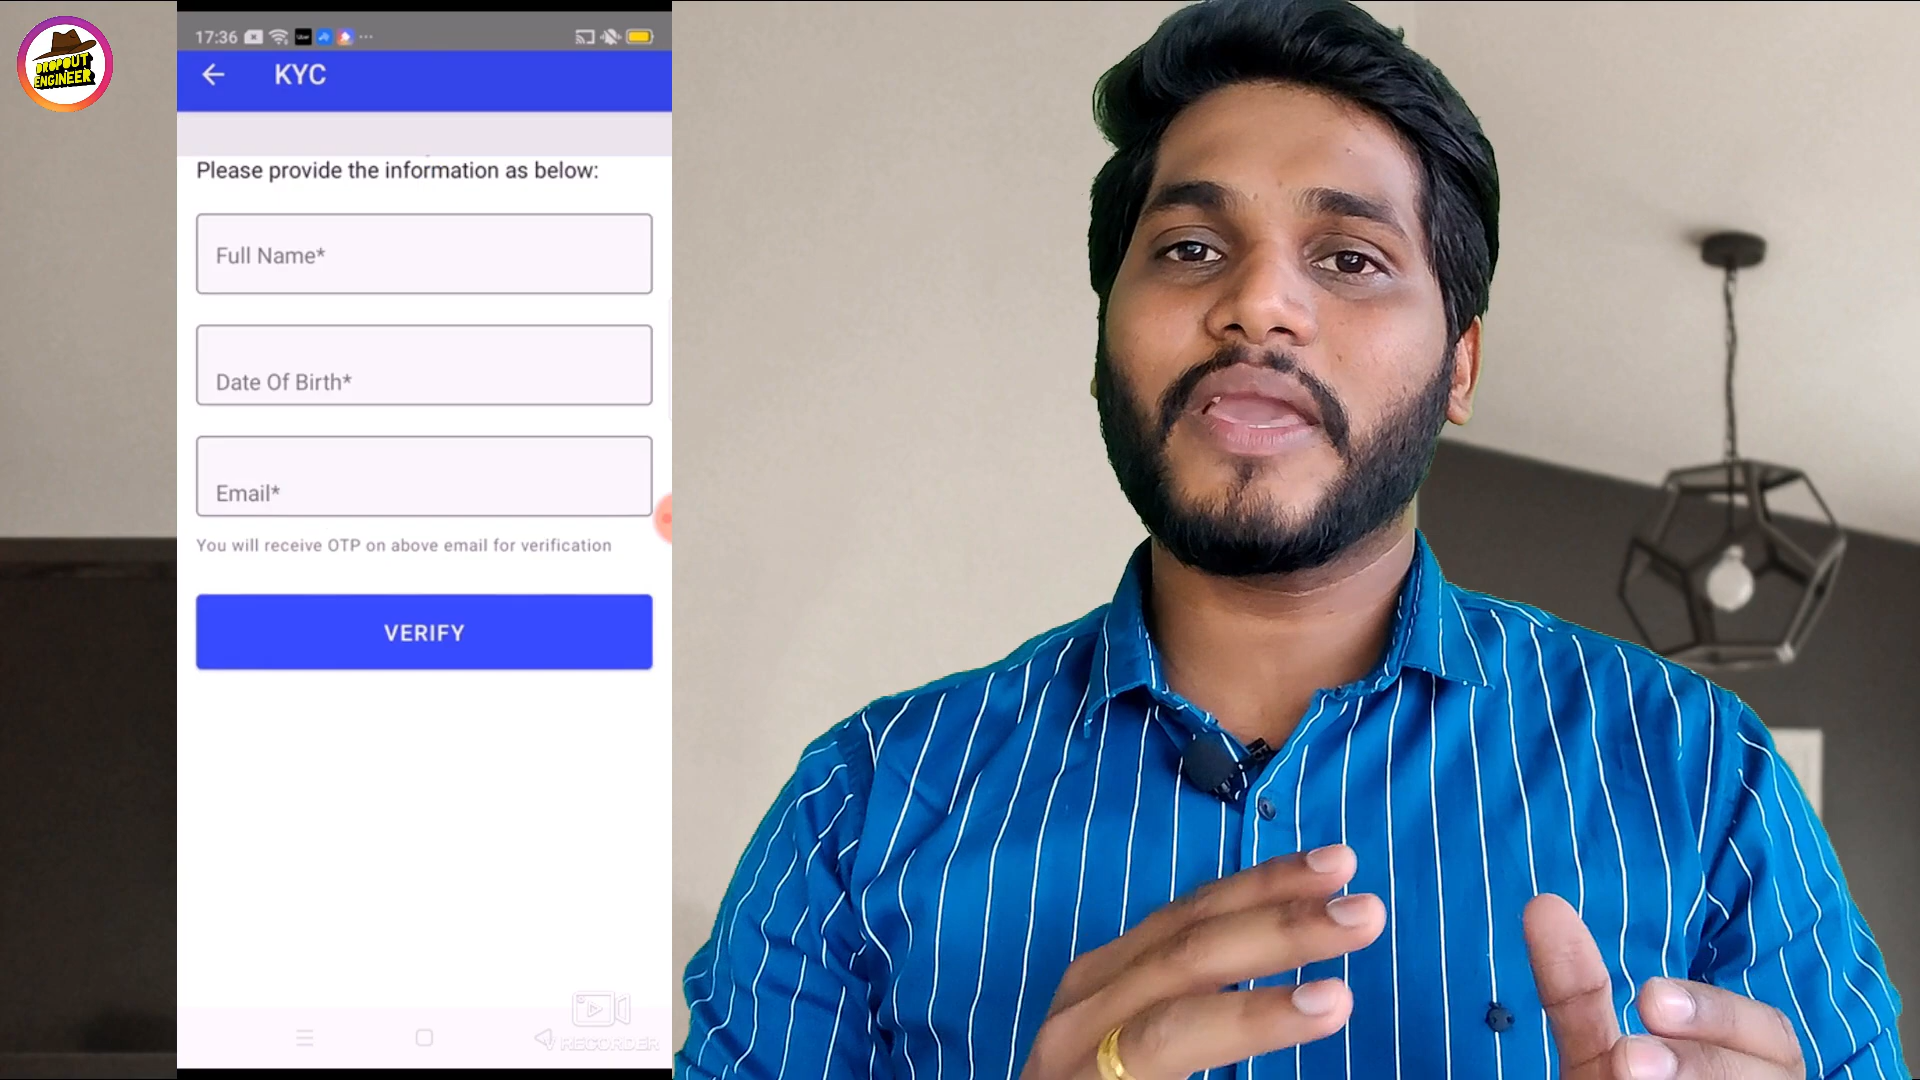 DROPOUT
ENGINEER
17:36
KYC
Please provide the information as below:
Full Name*
Date Of Birth*
Email*
You will receive OTP on above email for verification
VERIFY
V RECORDER